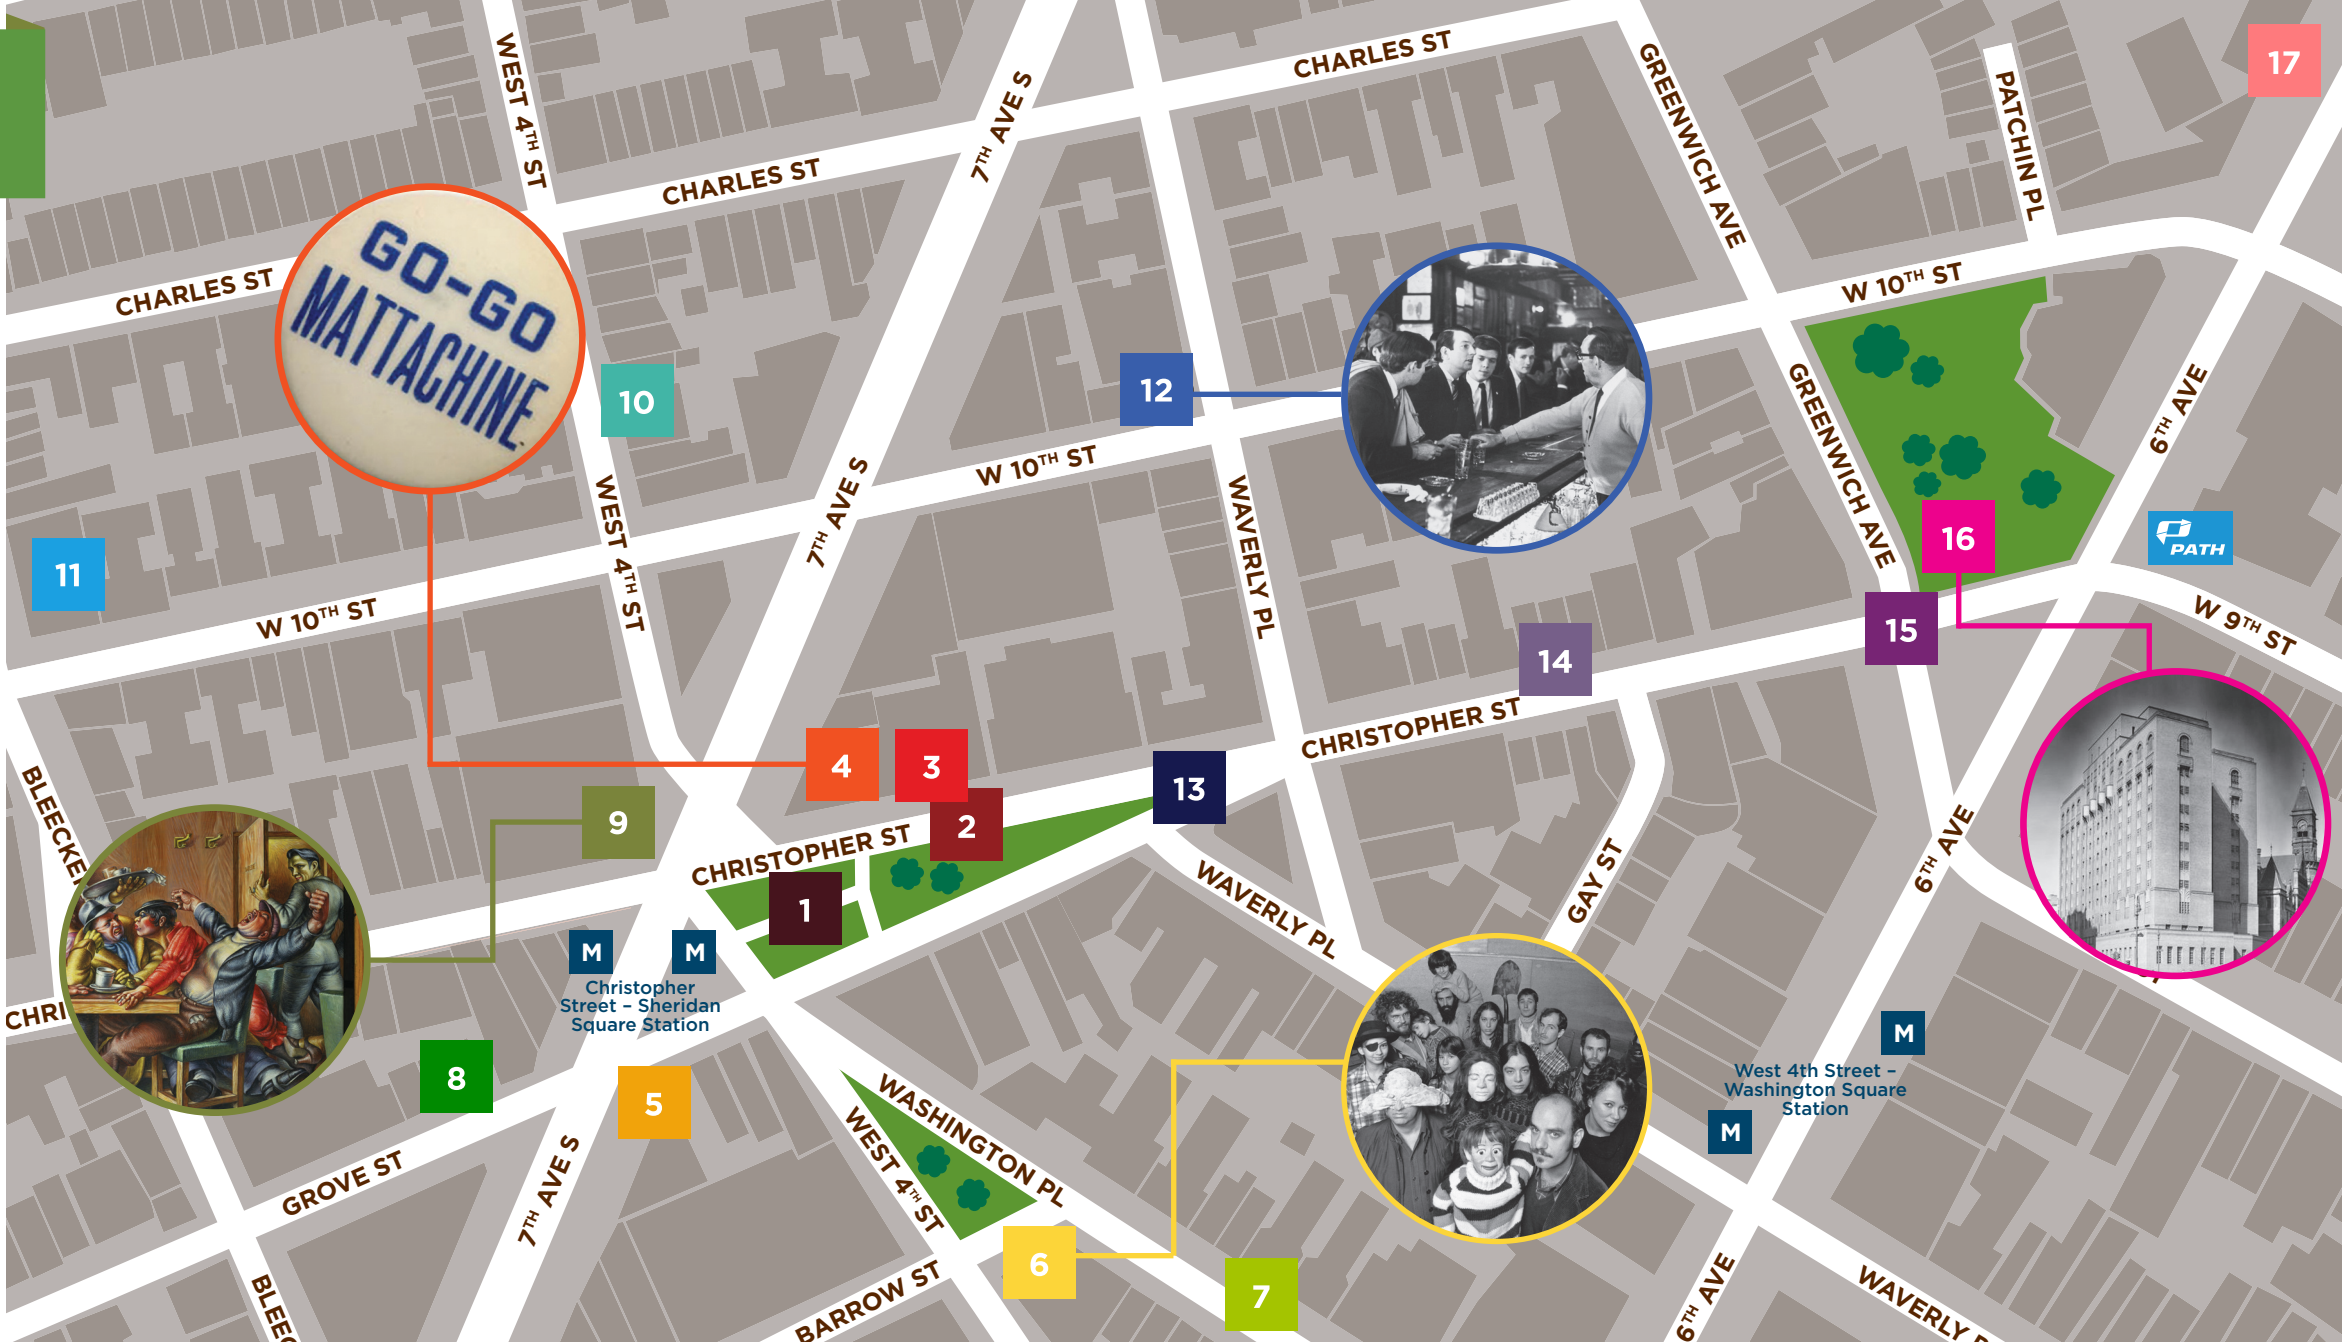 WEST 4TH ST
7TH AVE S
CHARLES ST
GREENWICH AVE
PATCHIN PL
17
CHARLES ST
CHARLES ST
GO-GO
MATTACHINE
W 10TH ST
10
12
6TH AVE
GREENWICH AVE
W 10TH ST
7TH AVE S
WEST 4TH ST
WAVERLY PL
16
PATH
11
W 10TH ST
15
W 9TH ST
14
CHRISTOPHER ST
4
3
13
BLEECKE
9
2
CHRISTOPHER ST
1
6TH AVE
GAY ST
WAVERLY PL
M
M
Christopher
Street – Sheridan
Square Station
CHRI
M
West 4th Street –
Washington Square
Station
M
8
5
WASHINGTON PL
WEST 4TH ST
GROVE ST
7TH AVE S
6
7
BARROW ST
BLEEC
6TH AVE
WAVERLY